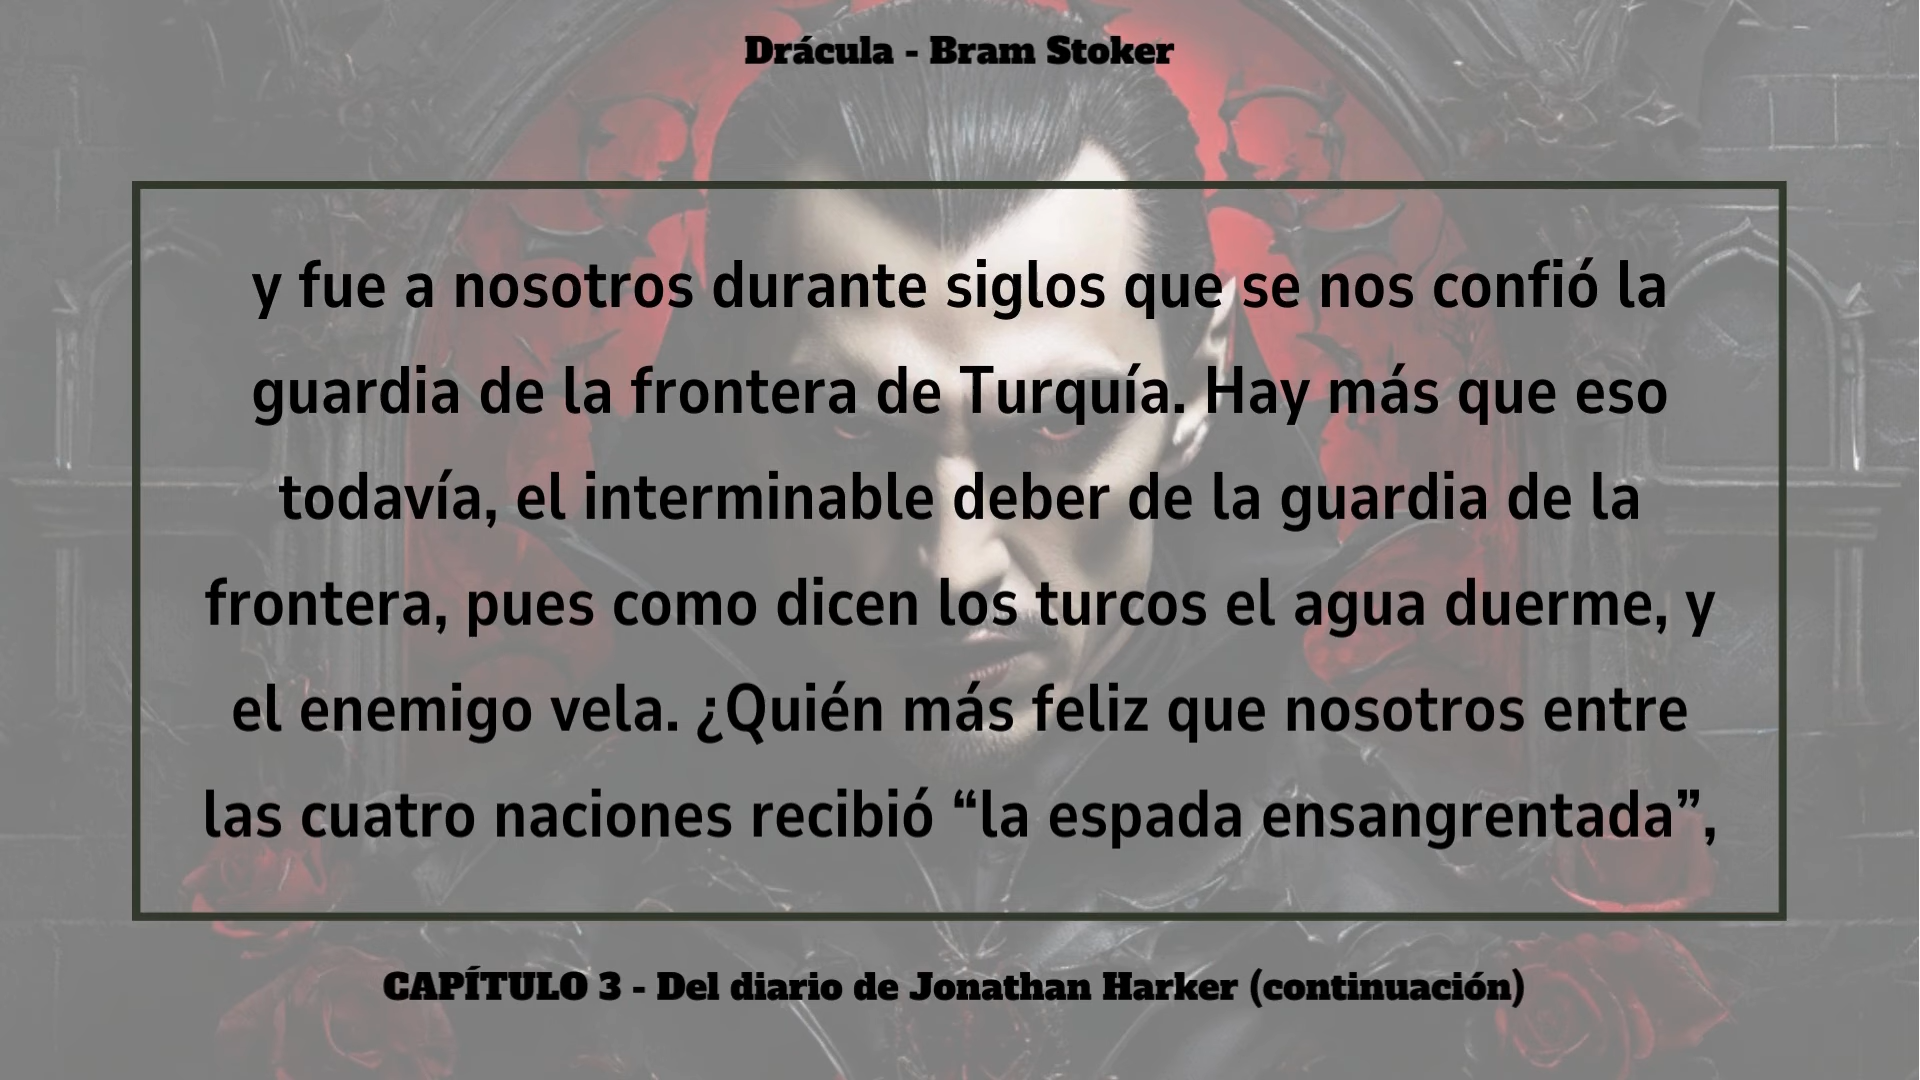 Drácula - Bram Stoker
y fue a nosotros durante siglos que se nos confió la
guardia de la frontera de Turquía. Hay más que eso
todavía, el interminable deber de la guardia de la
frontera, pues como dicen los turcos el agua duerme, y
el enemigo vela. ¿Quién más feliz que nosotros entre
las cuatro naciones recibió “la espada ensangrentada”,
CAPÍTULO 3 - Del diario de Jonathan Harker (continuación)